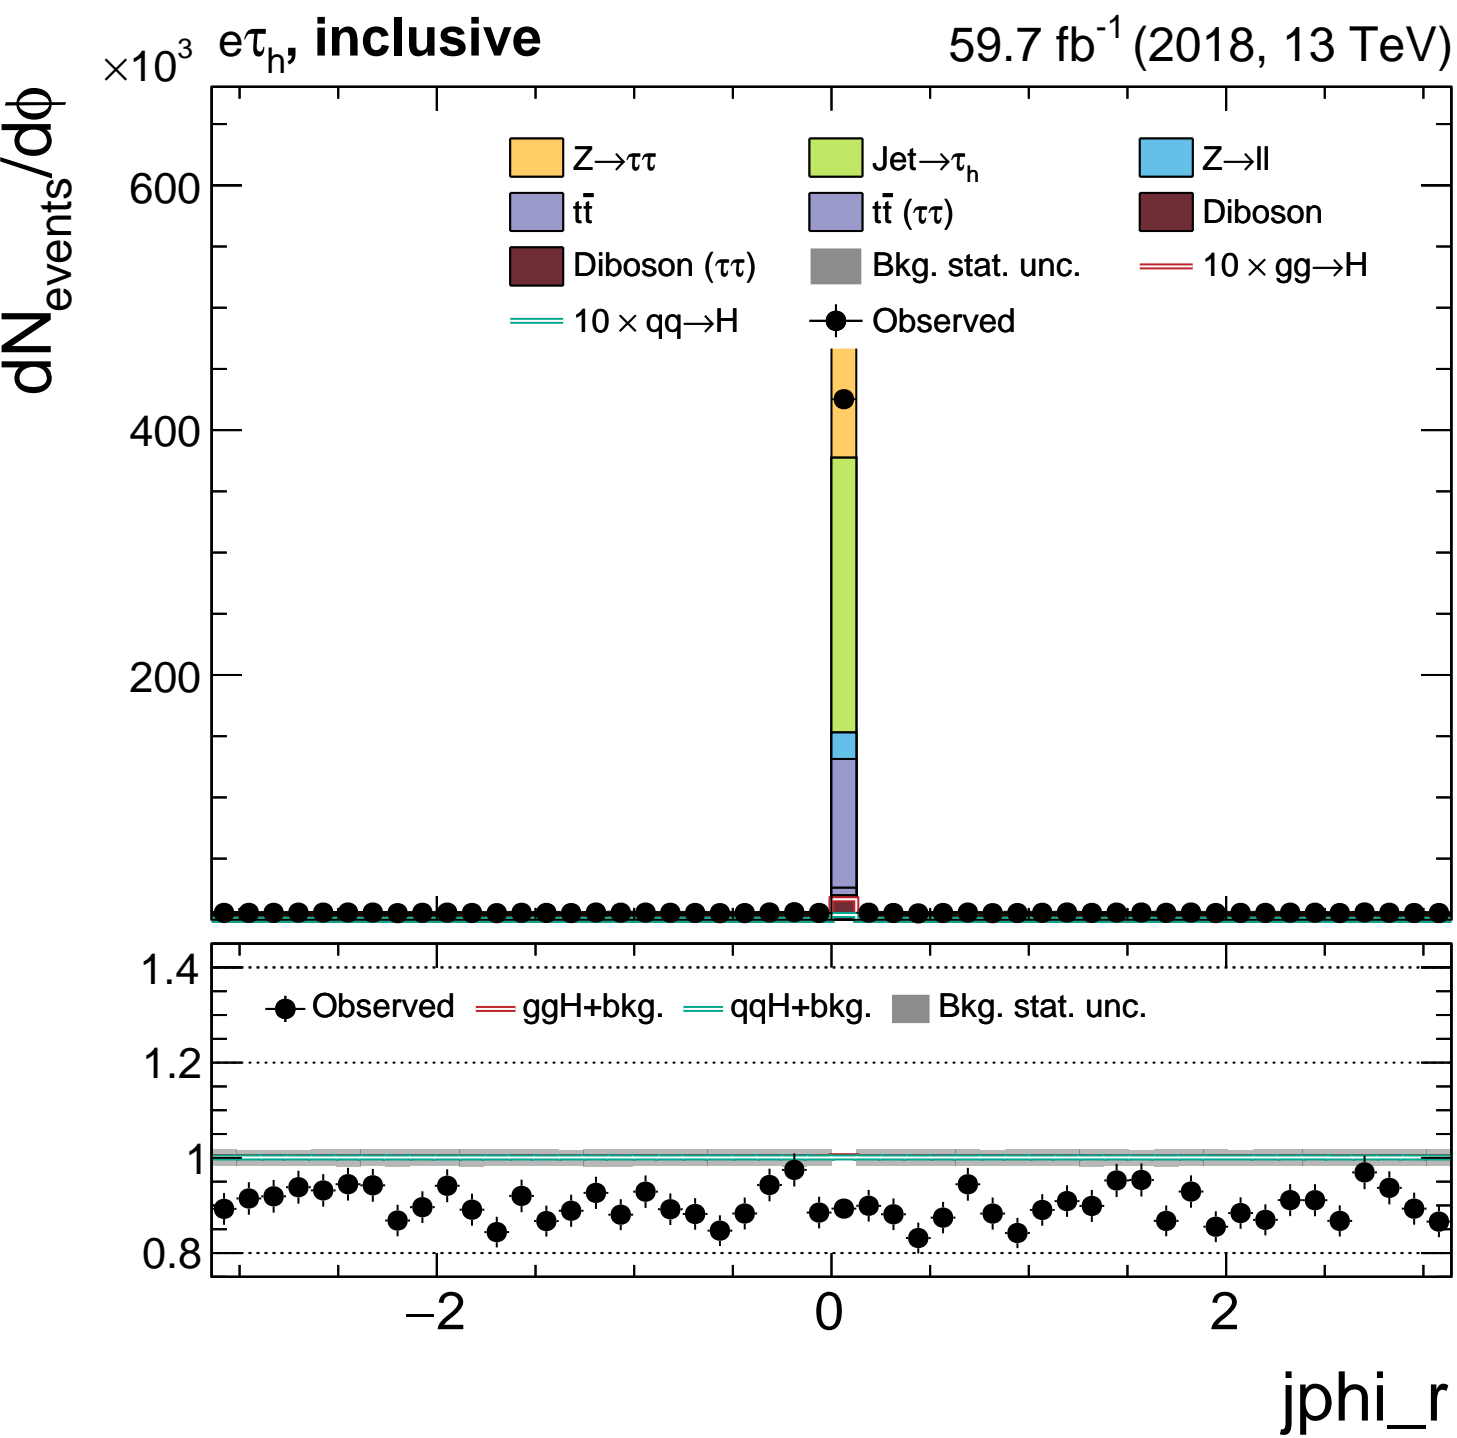 ×10³ eτh, inclusive 59.7 fb⁻¹ (2018, 13 TeV)
dNevents/dϕ
Z→ττ Jet→τh Z→ll
tt̄ tt̄ (ττ) Diboson
Diboson (ττ) Bkg. stat. unc. 10 × gg→H
10 × qq→H Observed
600
400
200
1.4
Observed ggH+bkg. qqH+bkg. Bkg. stat. unc.
1.2
1
0.8
−2 0 2
jphi_r